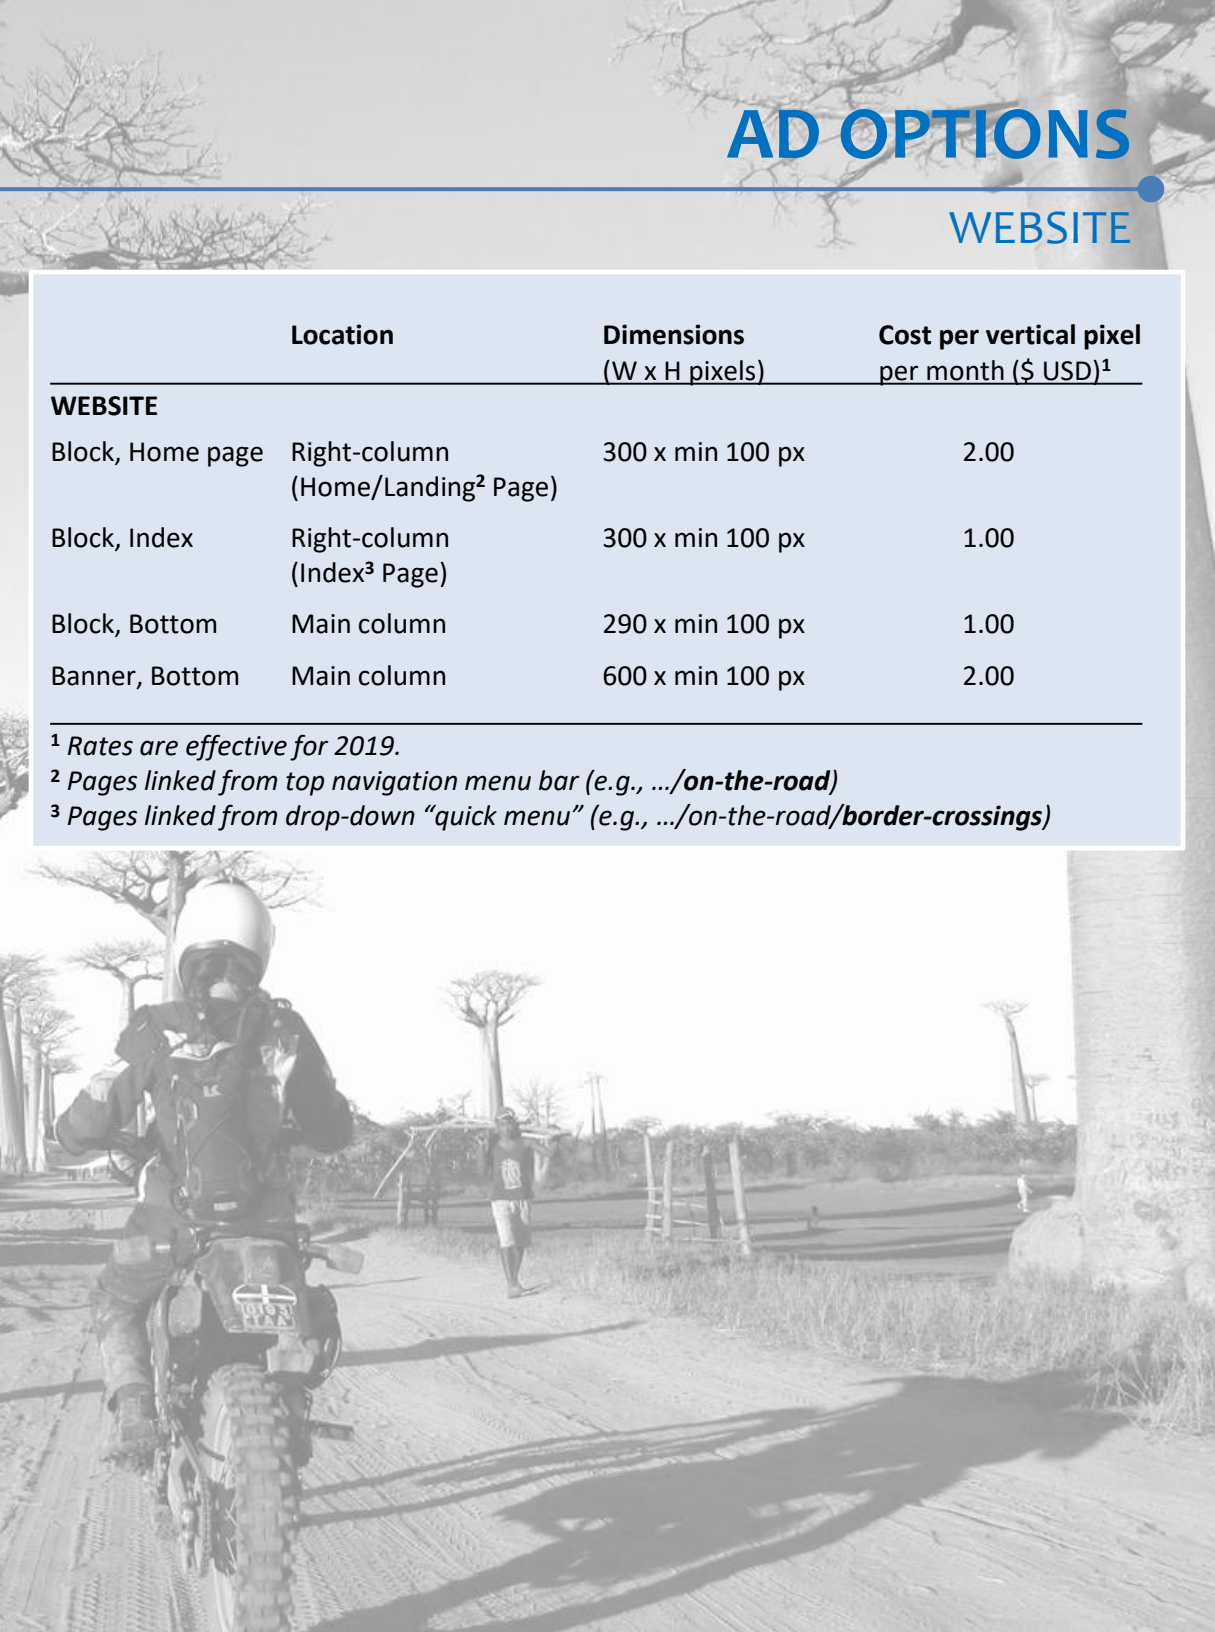 AD OPTIONS
WEBSITE
Location Dimensions Cost per vertical pixel
(W x H pixels) per month ($ USD)¹
WEBSITE
Block, Home page Right-column 300 x min 100 px 2.00
(Home/Landing² Page)
Block, Index Right-column 300 x min 100 px 1.00
(Index³ Page)
Block, Bottom Main column 290 x min 100 px 1.00
Banner, Bottom Main column 600 x min 100 px 2.00
¹ Rates are effective for 2019.
² Pages linked from top navigation menu bar (e.g., …/on-the-road)
³ Pages linked from drop-down “quick menu” (e.g., …/on-the-road/border-crossings)